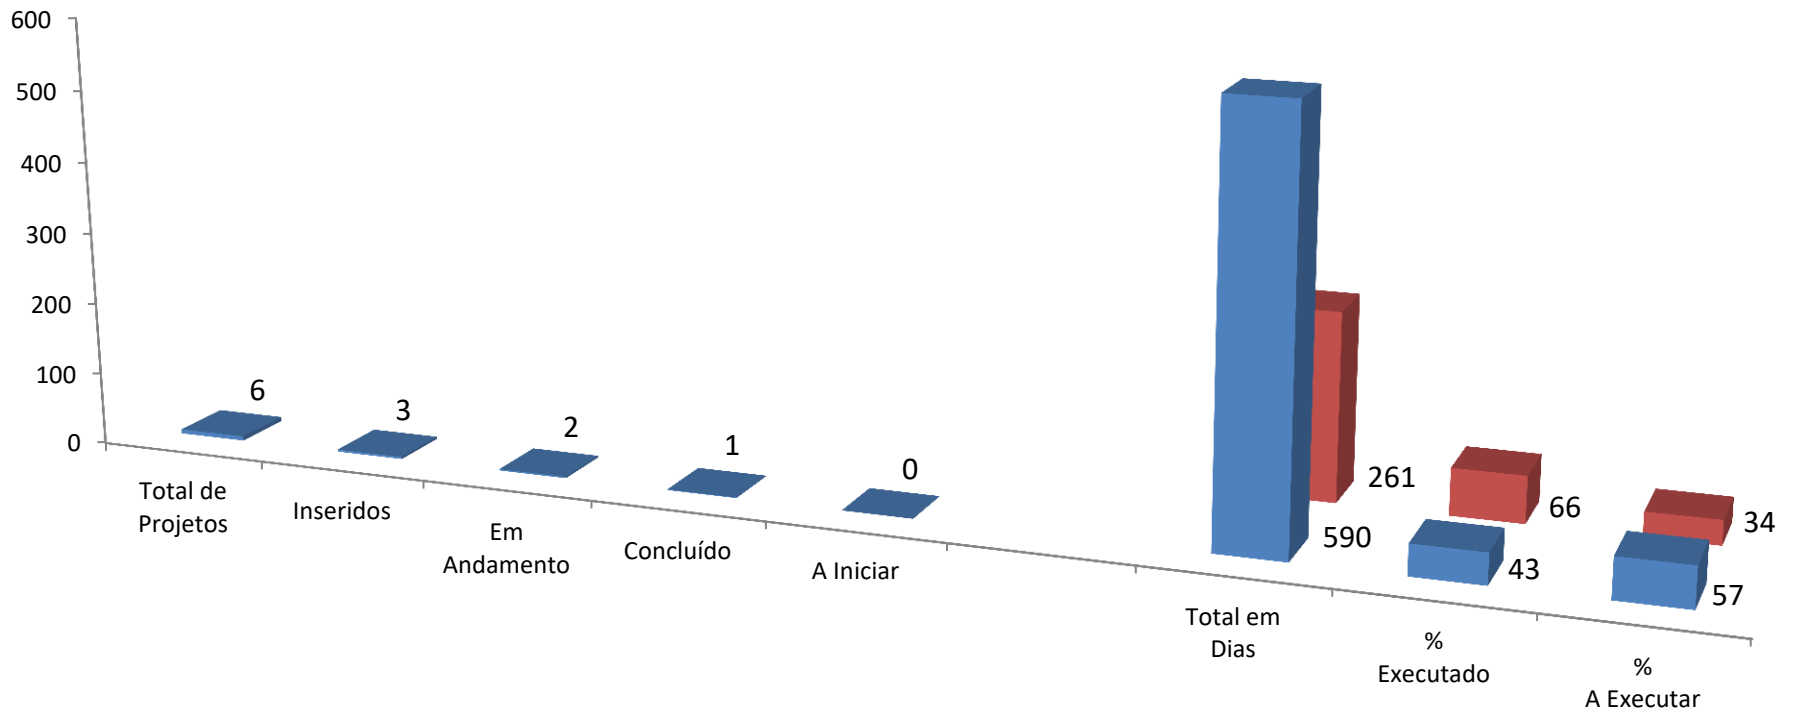 600
500
400
300
200
100
0
6
3
2
1
0
261
590
66
43
34
57
Total de
Projetos
Inseridos
Em
Andamento
Concluído
A Iniciar
Total em
Dias
%
Executado
%
A Executar